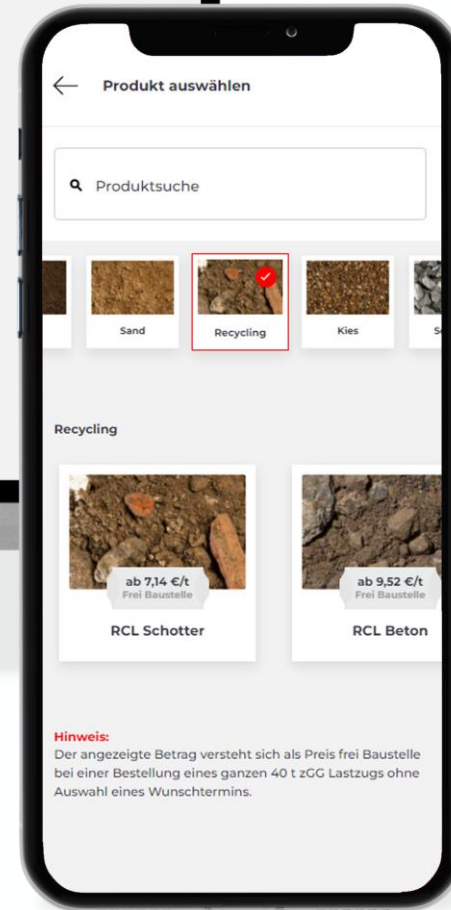 Produkt auswählen
Produktsuche
Sand
Recycling
Kies
Recycling
ab 7,14 €/t
Frei Baustelle
RCL Schotter
ab 9,52 €/t
Frei Baustelle
RCL Beton
Hinweis:
Der angezeigte Betrag versteht sich als Preis frei Baustelle
bei einer Bestellung eines ganzen 40 t zGG Lastzugs ohne
Auswahl eines Wunschtermins.